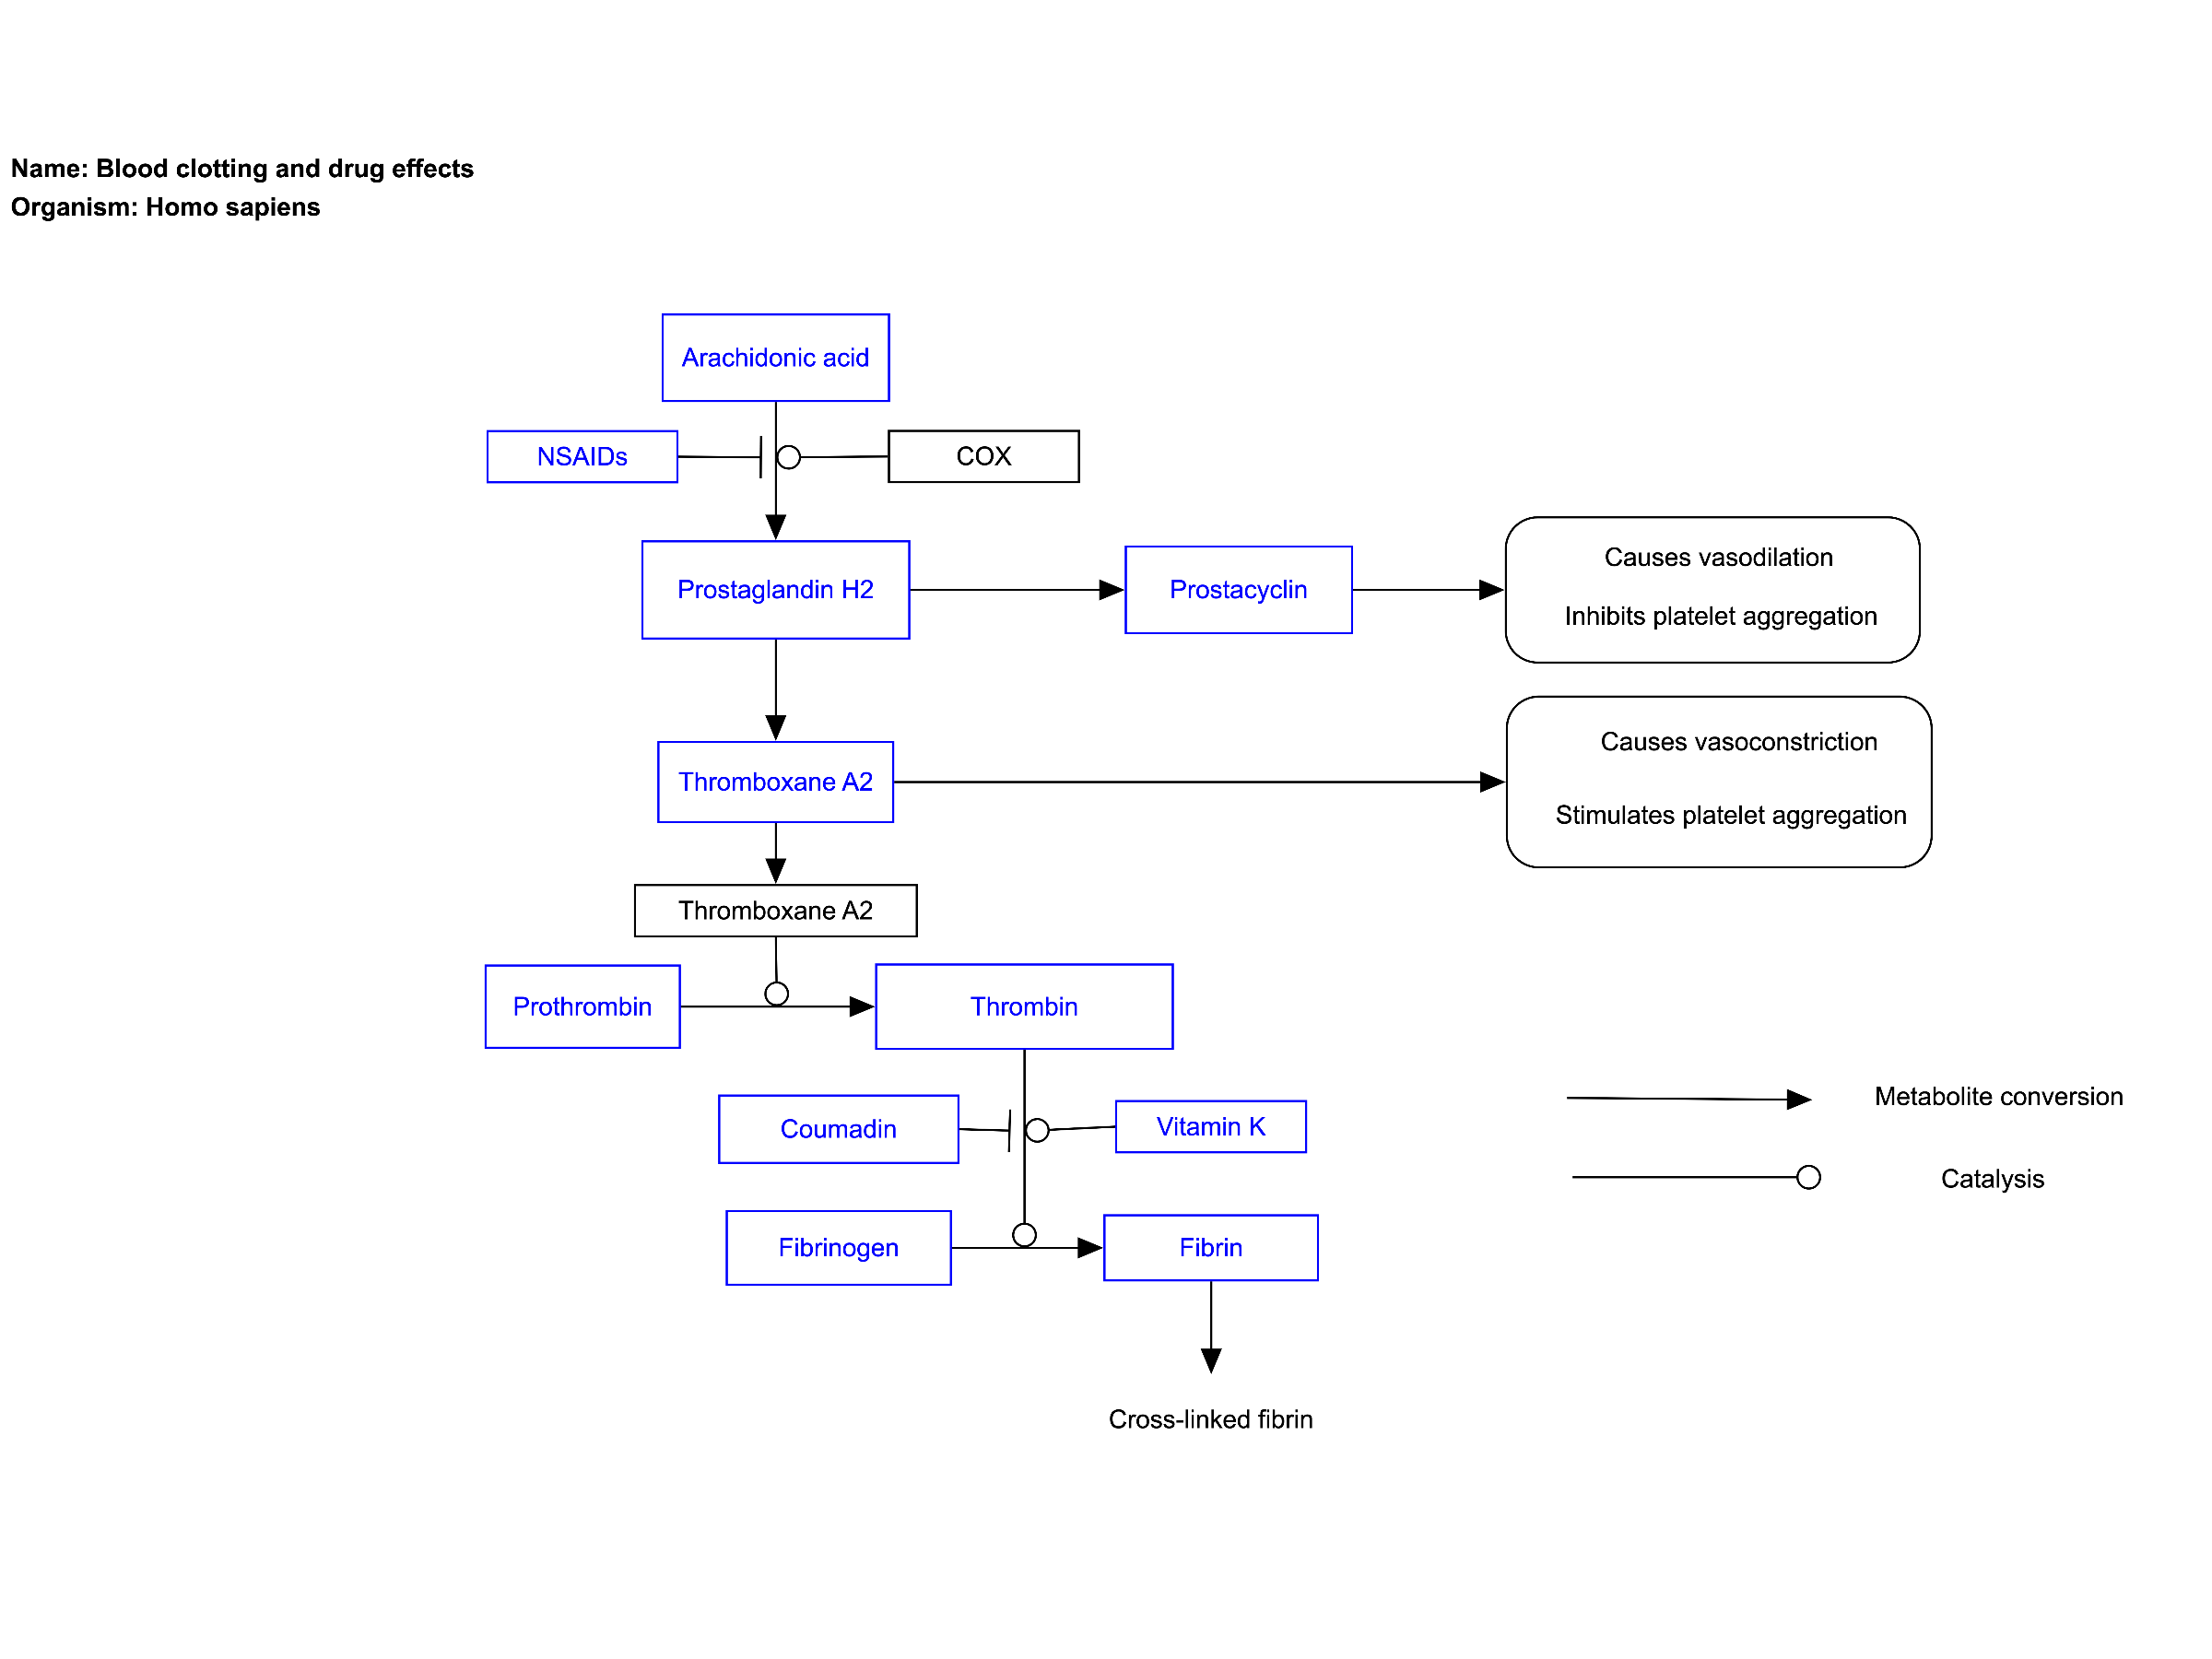 Name: Blood clotting and drug effects
Organism: Homo sapiens
Arachidonic acid
NSAIDs
COX
Prostaglandin H2
Prostacyclin
Causes vasodilation
Inhibits platelet aggregation
Thromboxane A2
Causes vasoconstriction
Stimulates platelet aggregation
Thromboxane A2
Prothrombin
Thrombin
Coumadin
Vitamin K
Metabolite conversion
Catalysis
Fibrinogen
Fibrin
Cross-linked fibrin